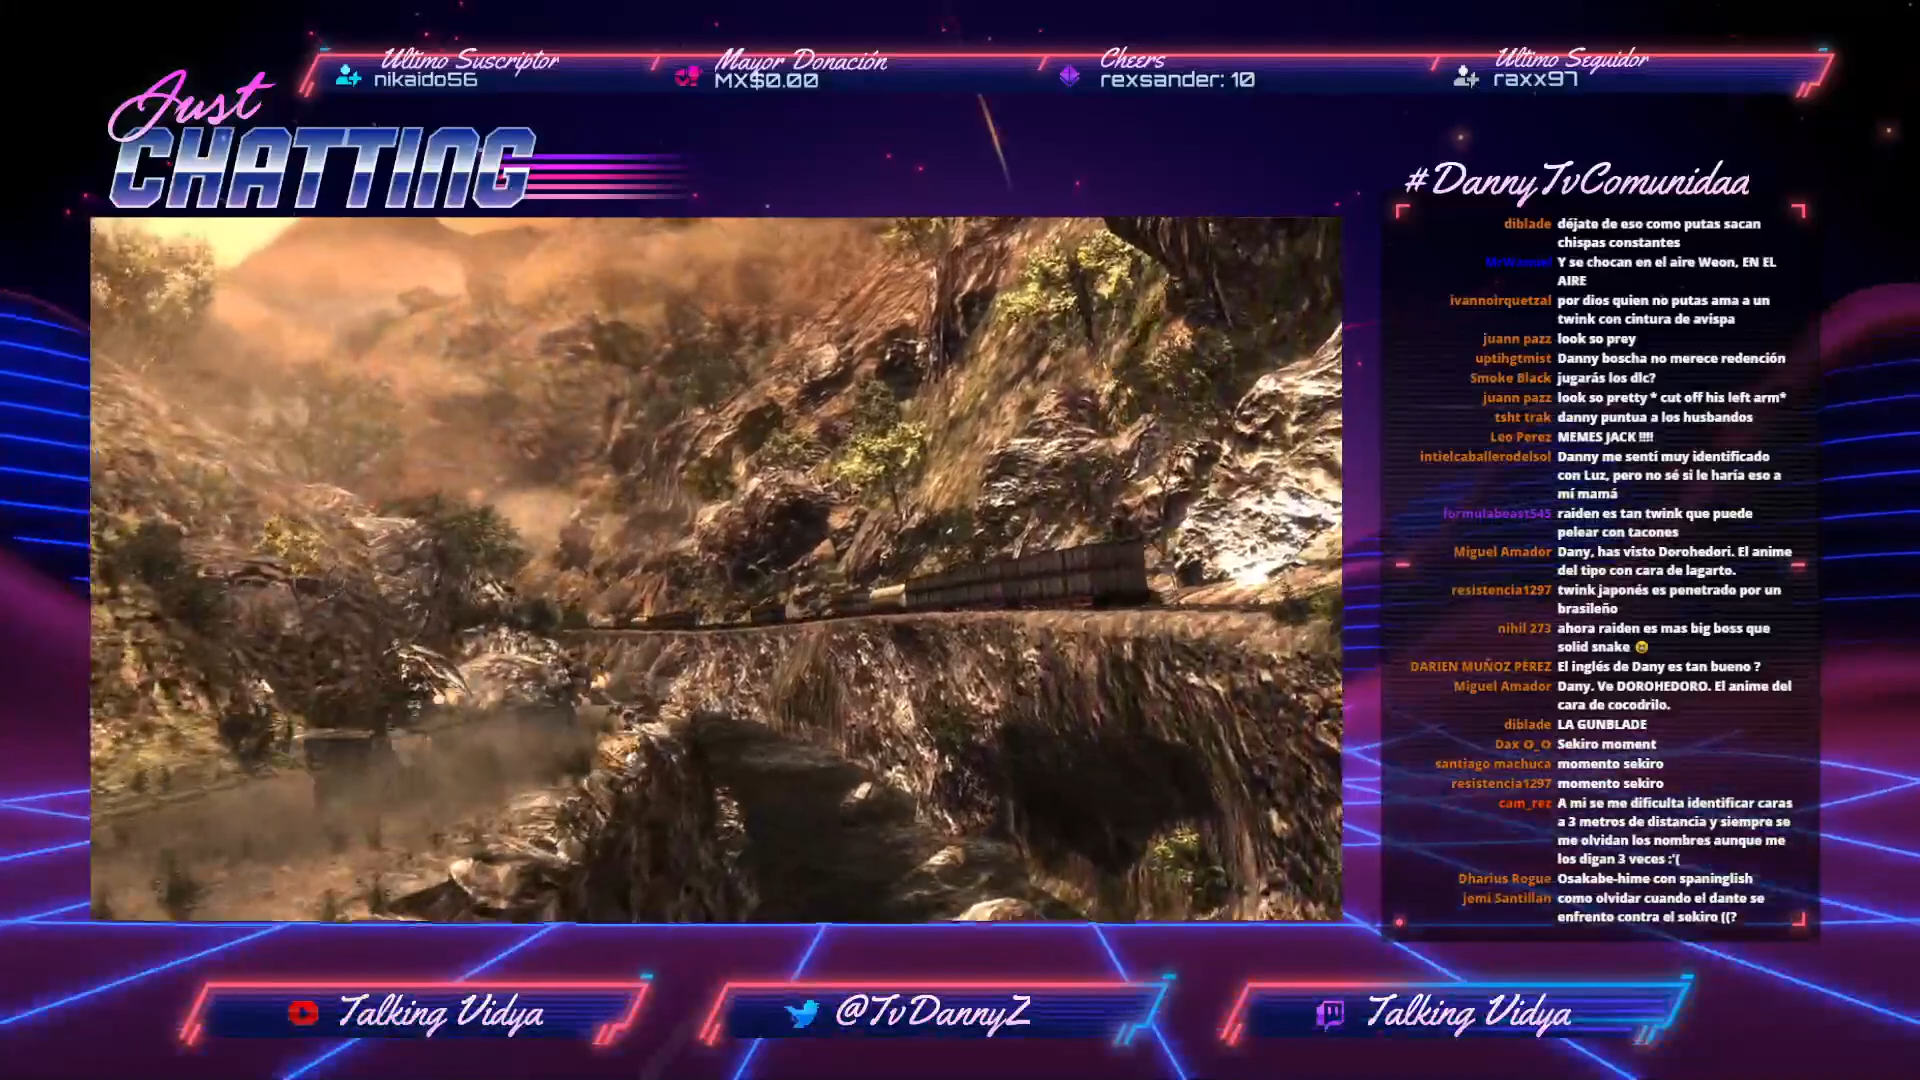 Ultimo Suscriptor
nikaido56
Mayor Donación
MX$0.00
Cheers
rexsander: 10
Ultimo Seguidor
raxx97
Just
CHATTING
#DannyTvComunidad
diblade déjate de eso como putas sacan
chispas constantes
Y se chocan en el aire Weon, EN EL
AIRE
ivannoirquetzal por dios quien no putas ama a un
twink con cintura de avispa
juann pazz look so prey
uptihgtmist Danny boscha no merece redención
Smoke Black jugarás los dlc?
juann pazz look so pretty * cut off his left arm*
tsht trak danny puntua a los husbandos
Leo Perez MEMES JACK !!!!
intielcaballerodelsol Danny me sentí muy identificado
con Luz, pero no sé si le haría eso a
mí mamá
formulabeast545 raiden es tan twink que puede
pelear con tacones
Miguel Amador Dany, has visto Dorohedori. El anime
del tipo con cara de lagarto.
resistencia1297 twink japonés es penetrado por un
brasileño
nihil 273 ahora raiden es mas big boss que
solid snake
DARIEN MUÑOZ PÉREZ El inglés de Dany es tan bueno ?
Miguel Amador Dany. Ve DOROHEDORO. El anime del
cara de cocodrilo.
diblade LA GUNBLADE
Dax O_O Sekiro moment
santiago machuca momento sekiro
resistencia1297 momento sekiro
cam_rez A mi se me dificulta identificar caras
a 3 metros de distancia y siempre se
me olvidan los nombres aunque me
los digan 3 veces :'(
Dharius Rogue Osakabe-hime con spaninglish
jemi Santillan como olvidar cuando el dante se
enfrento contra el sekiro ((?
Talking Vidya
@TvDannyZ
Talking Vidya